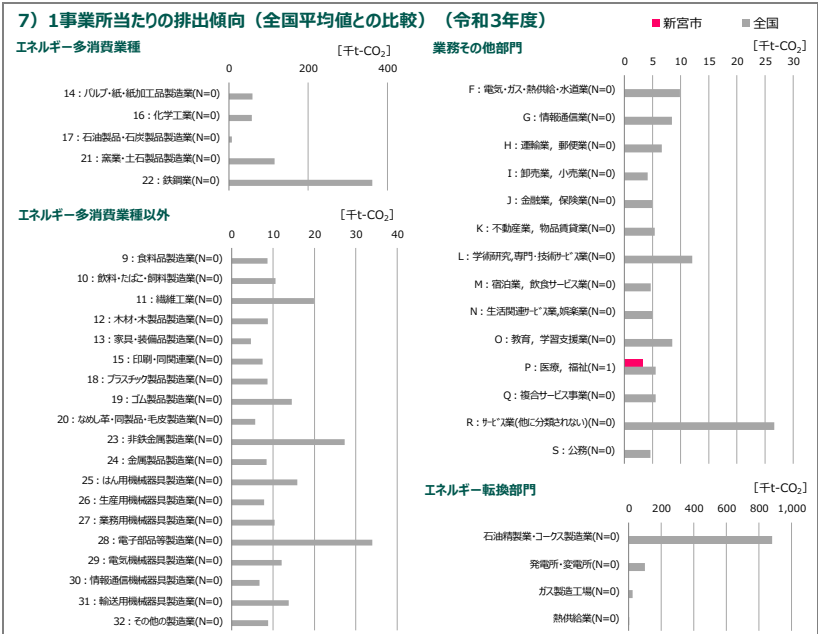 7）1事業所当たりの排出傾向（全国平均値との比較）（令和3年度）
■新宮市 ■全国
エネルギー多消費業種
[千t-CO₂]
0 200 400
14：パルプ・紙・紙加工品製造業(N=0)
16：化学工業(N=0)
17：石油製品・石炭製品製造業(N=0)
21：窯業・土石製品製造業(N=0)
22：鉄鋼業(N=0)
エネルギー多消費業種以外
[千t-CO₂]
0 10 20 30 40
9：食料品製造業(N=0)
10：飲料・たばこ・飼料製造業(N=0)
11：繊維工業(N=0)
12：木材・木製品製造業(N=0)
13：家具・装備品製造業(N=0)
15：印刷・同関連業(N=0)
18：プラスチック製品製造業(N=0)
19：ゴム製品製造業(N=0)
20：なめし革・同製品・毛皮製造業(N=0)
23：非鉄金属製造業(N=0)
24：金属製品製造業(N=0)
25：はん用機械器具製造業(N=0)
26：生産用機械器具製造業(N=0)
27：業務用機械器具製造業(N=0)
28：電子部品等製造業(N=0)
29：電気機械器具製造業(N=0)
30：情報通信機械器具製造業(N=0)
31：輸送用機械器具製造業(N=0)
32：その他の製造業(N=0)
業務その他部門
[千t-CO₂]
0 5 10 15 20 25 30
F：電気・ガス・熱供給・水道業(N=0)
G：情報通信業(N=0)
H：運輸業，郵便業(N=0)
I：卸売業，小売業(N=0)
J：金融業，保険業(N=0)
K：不動産業，物品賃貸業(N=0)
L：学術研究,専門・技術サービス業(N=0)
M：宿泊業，飲食サービス業(N=0)
N：生活関連サービス業,娯楽業(N=0)
O：教育，学習支援業(N=0)
P：医療，福祉(N=1)
Q：複合サービス事業(N=0)
R：サービス業(他に分類されない)(N=0)
S：公務(N=0)
エネルギー転換部門
[千t-CO₂]
0 200 400 600 800 1,000
石油精製業・コークス製造業(N=0)
発電所・変電所(N=0)
ガス製造工場(N=0)
熱供給業(N=0)